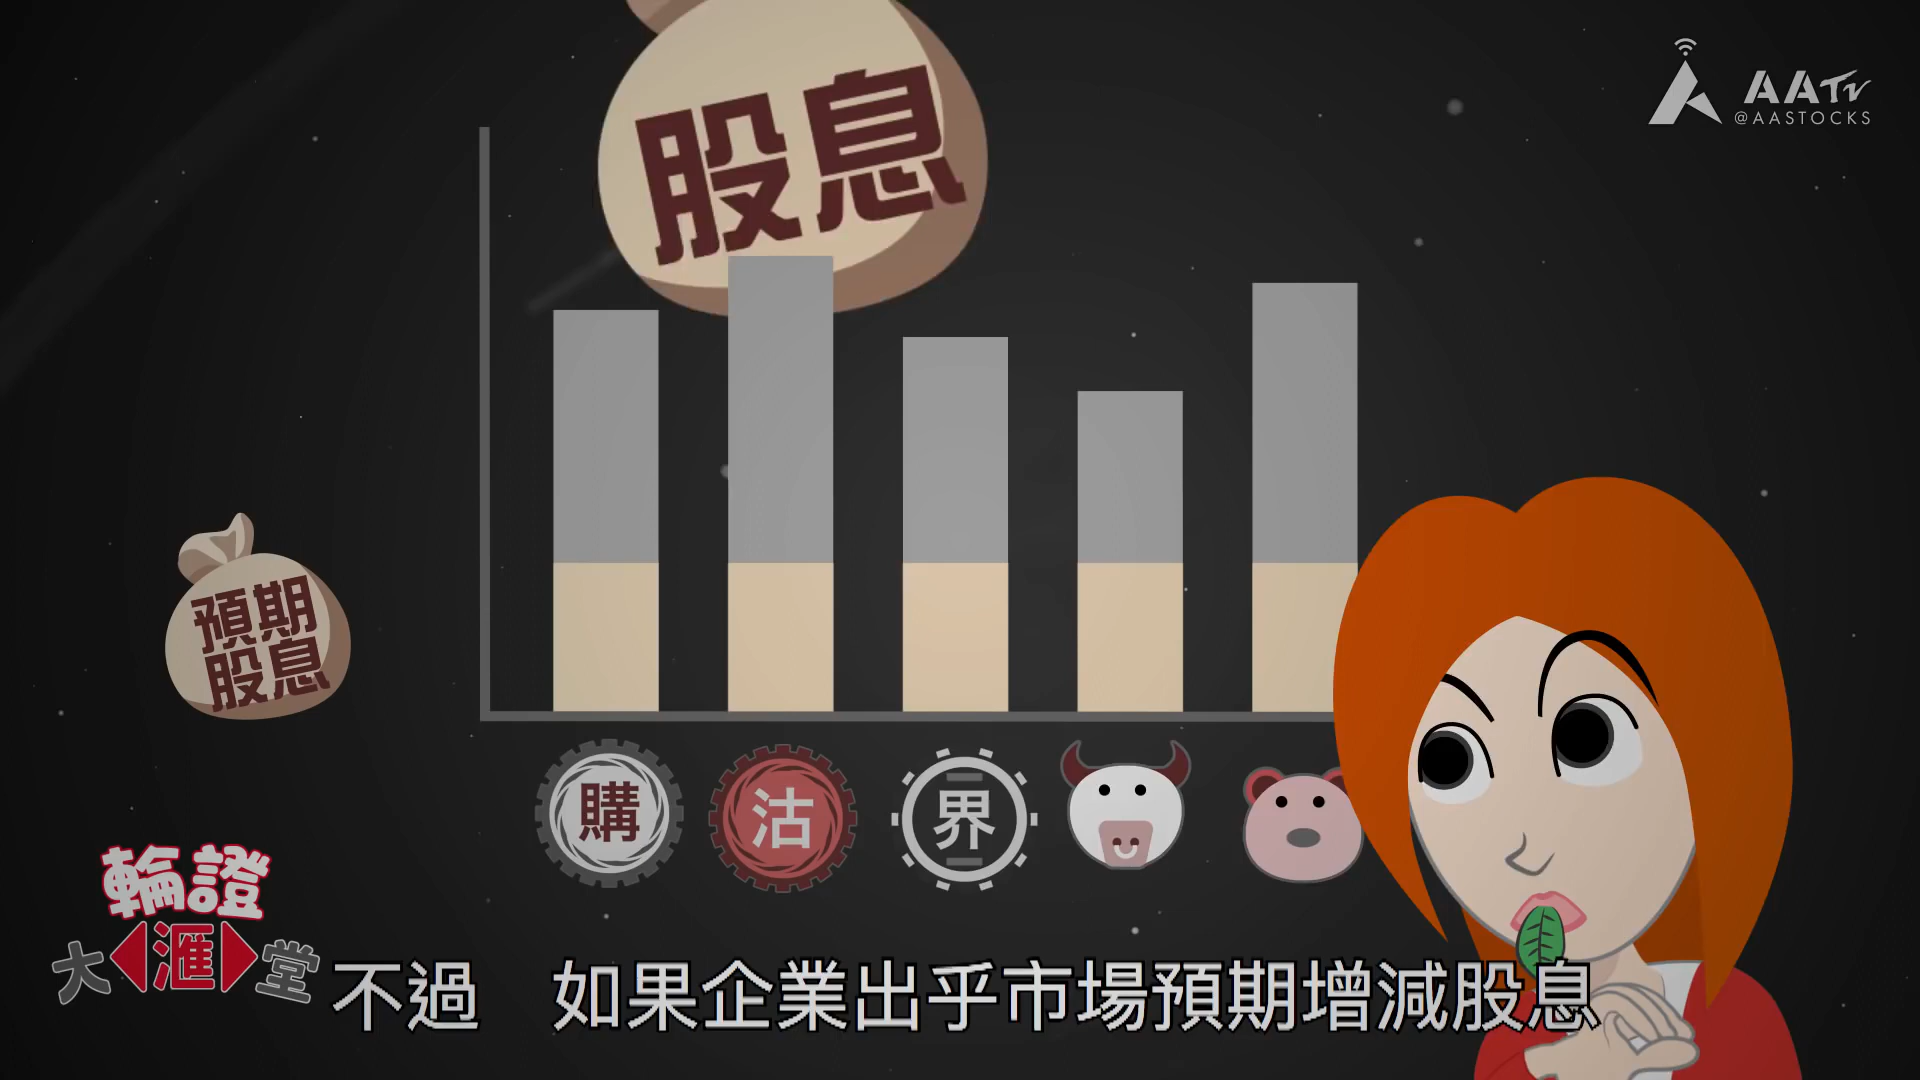 股息
AATV
@AASTOCKS
預期
股息
購
沽
界
輪證
大滙堂
不過 如果企業出乎市場預期增減股息